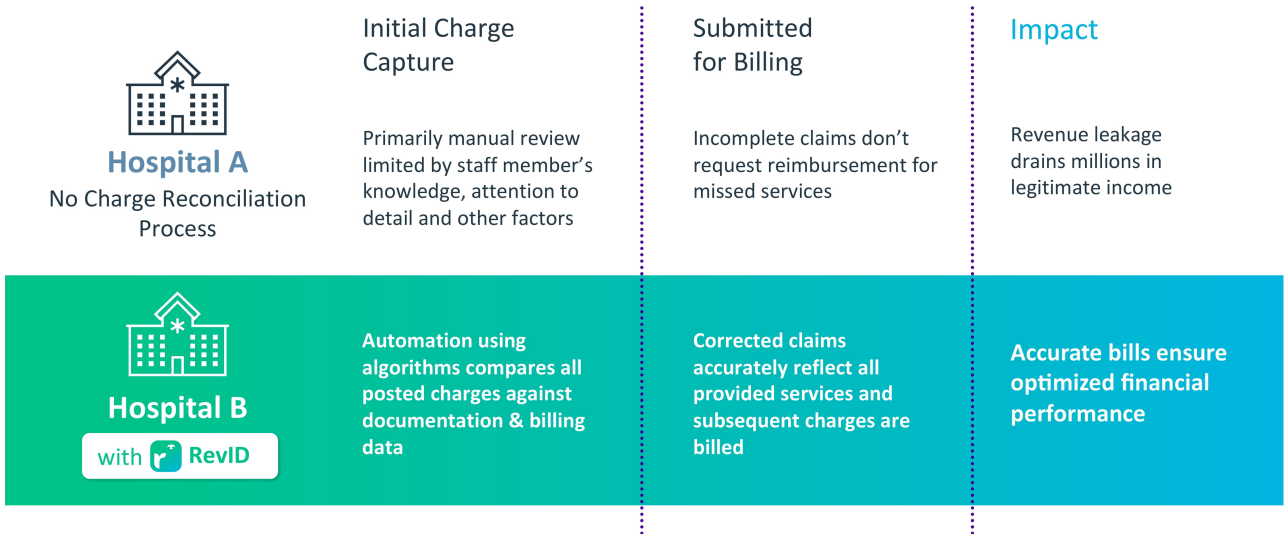 Initial Charge
Capture
Submitted
for Billing
Impact
Hospital A
No Charge Reconciliation
Process
Primarily manual review
limited by staff member’s
knowledge, attention to
detail and other factors
Incomplete claims don’t
request reimbursement for
missed services
Revenue leakage
drains millions in
legitimate income
Hospital B
with r+ RevID
Automation using
algorithms compares all
posted charges against
documentation & billing
data
Corrected claims
accurately reflect all
provided services and
subsequent charges are
billed
Accurate bills ensure
optimized financial
performance